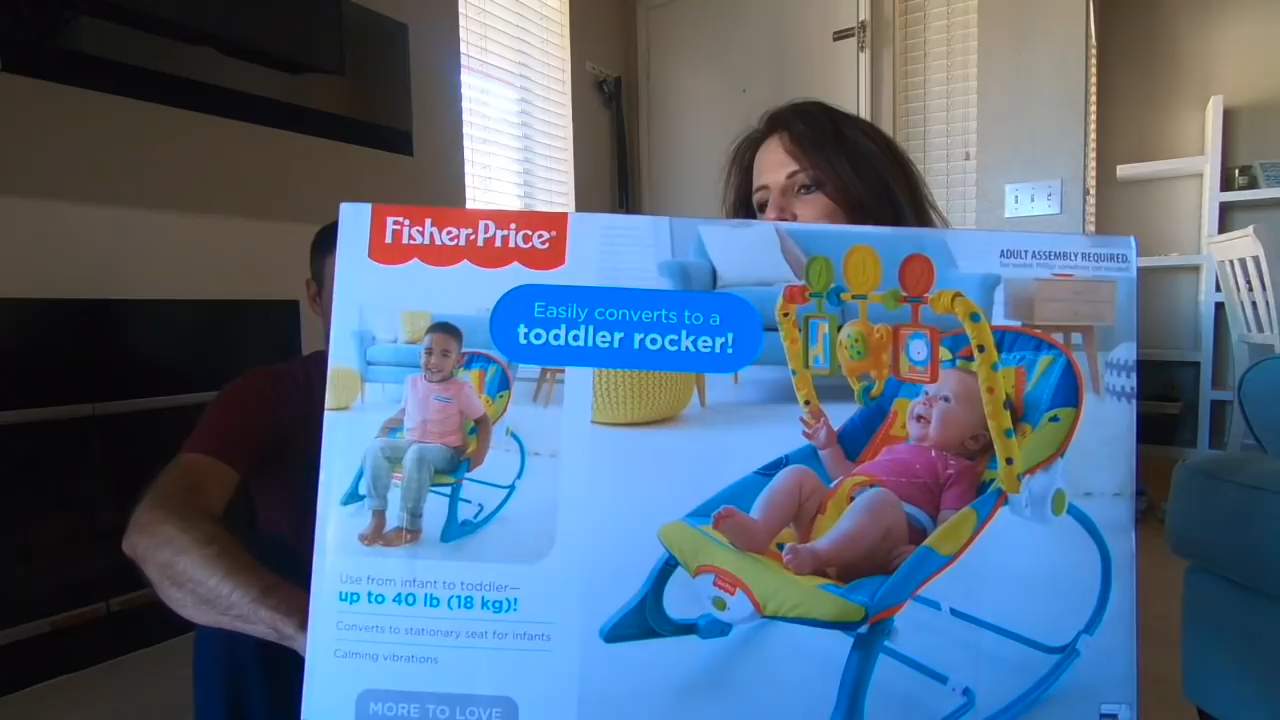 Fisher-Price
ADULT ASSEMBLY REQUIRED.
Easily converts to a
toddler rocker!
Use from infant to toddler—
up to 40 lb (18 kg)!
Converts to stationary seat for infants
Calming vibrations
MORE TO LOVE